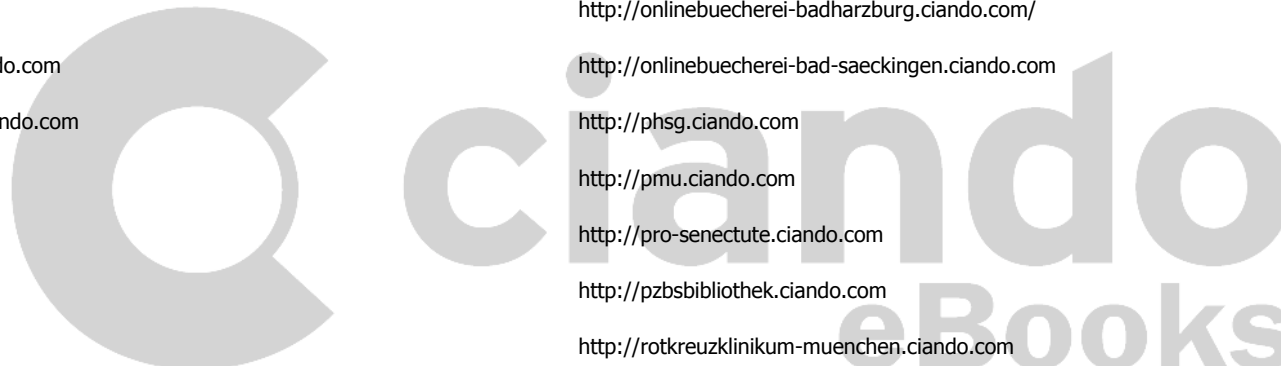 http://onlinebuecherei-badharzburg.ciando.com/
do.com
http://onlinebuecherei-bad-saeckingen.ciando.com
ndo.com
http://phsg.ciando.com
http://pmu.ciando.com
http://pro-senectute.ciando.com
http://pzbsbibliothek.ciando.com
http://rotkreuzklinikum-muenchen.ciando.com
ciando
eBooks